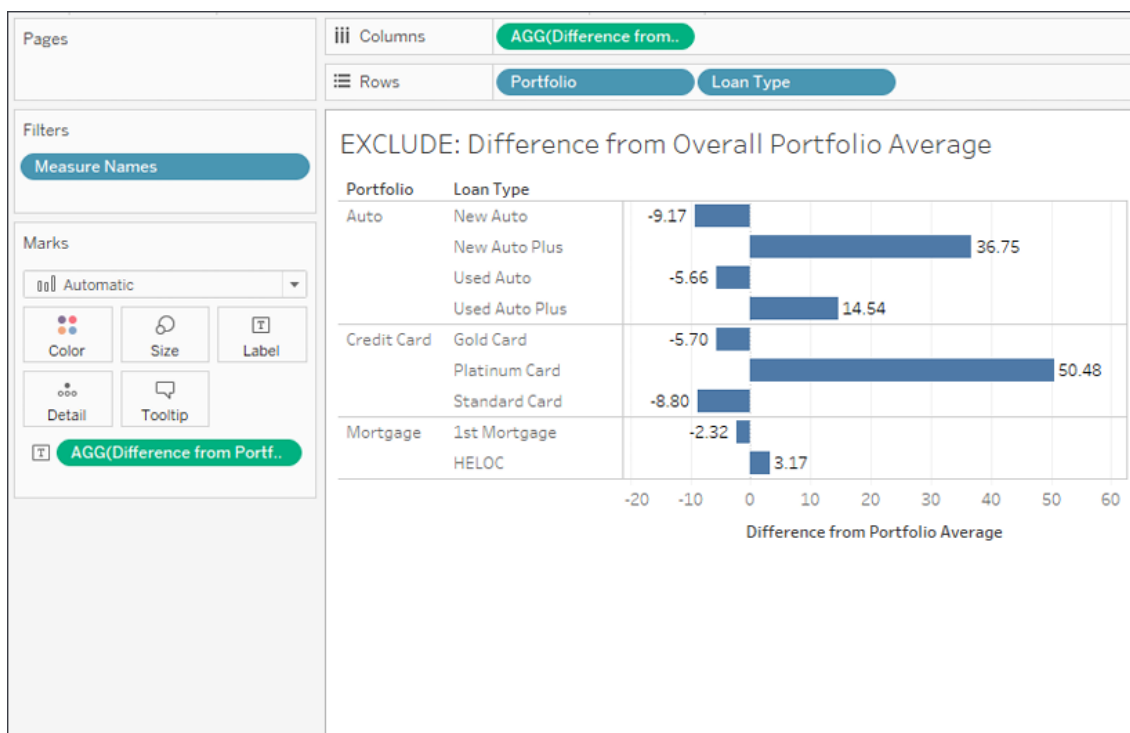 Pages
Columns AGG(Difference from..
Rows Portfolio Loan Type
Filters
Measure Names
Marks
Automatic
Color Size Label
Detail Tooltip
AGG(Difference from Portf..
EXCLUDE: Difference from Overall Portfolio Average
Portfolio Loan Type
Auto New Auto -9.17
New Auto Plus 36.75
Used Auto -5.66
Used Auto Plus 14.54
Credit Card Gold Card -5.70
Platinum Card 50.48
Standard Card -8.80
Mortgage 1st Mortgage -2.32
HELOC 3.17
-20 -10 0 10 20 30 40 50 60
Difference from Portfolio Average